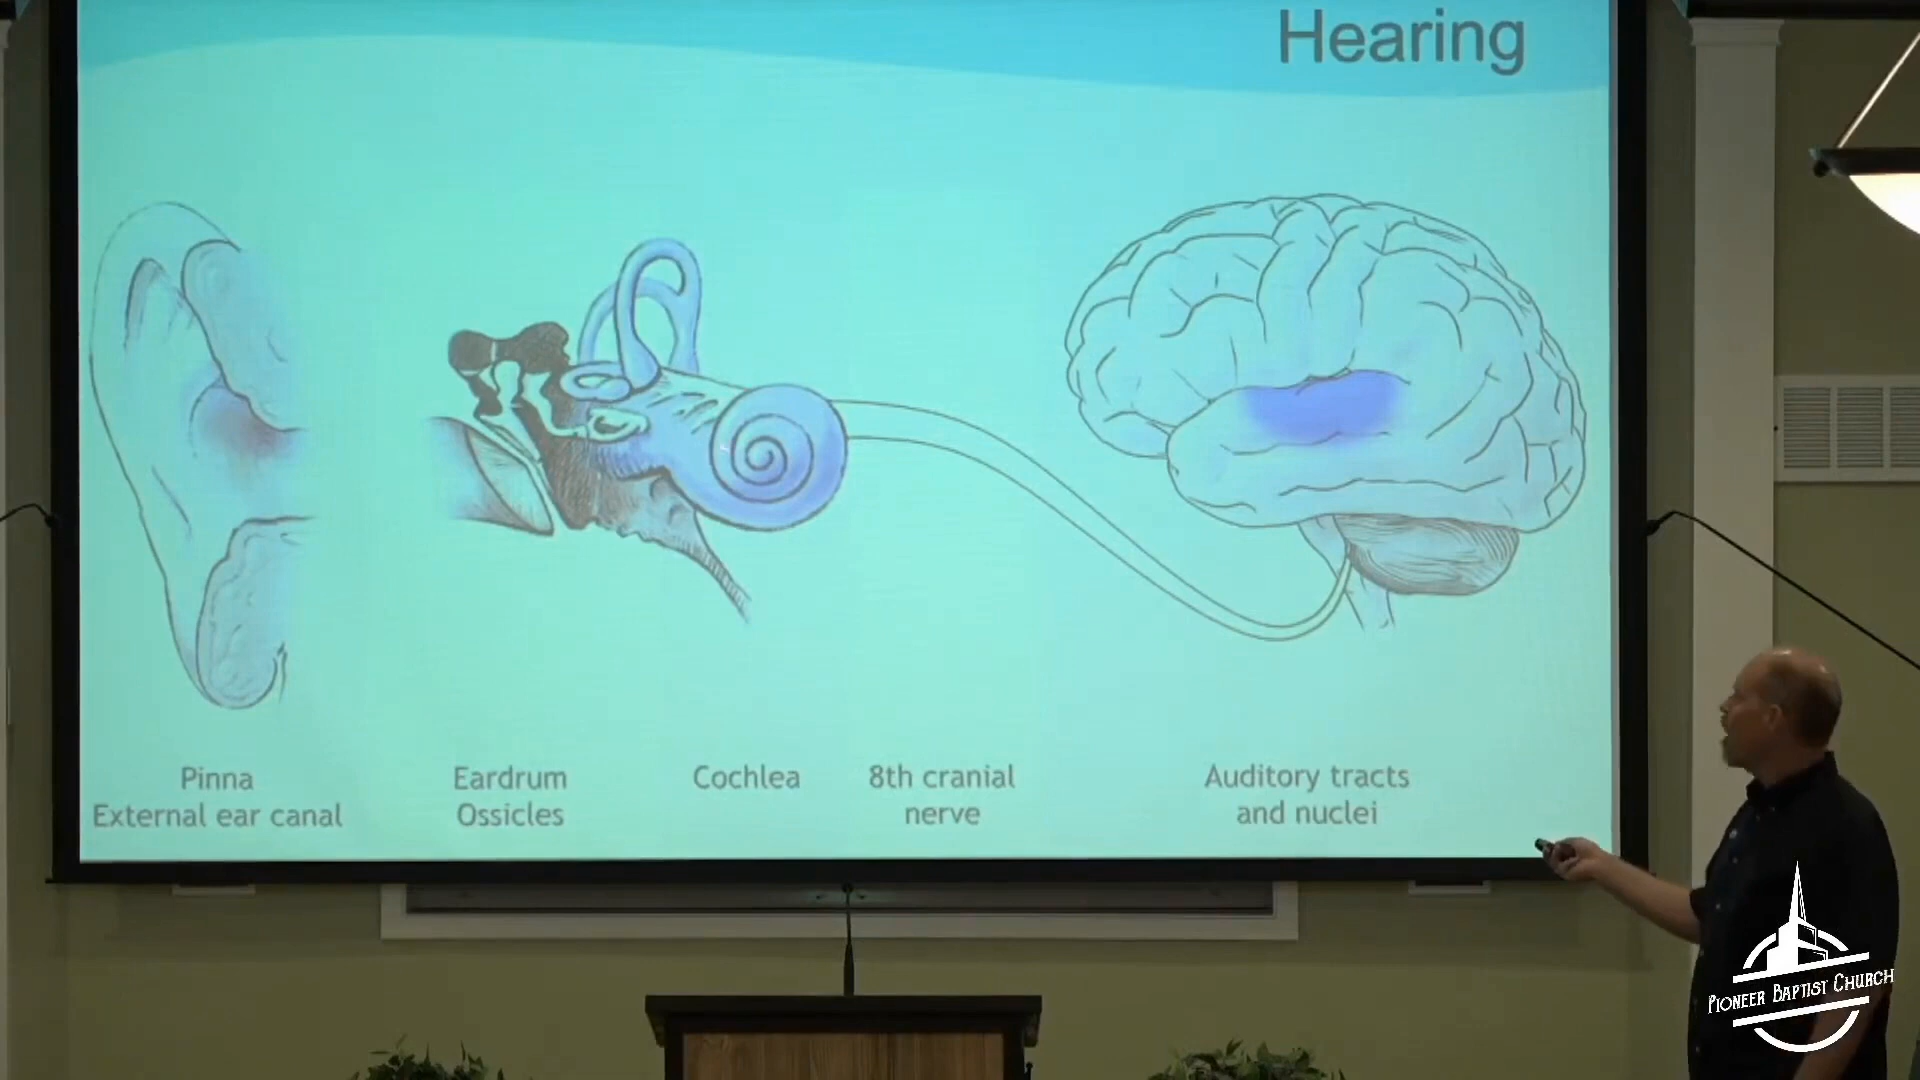 Hearing
Pinna
External ear canal
Eardrum
Ossicles
Cochlea
8th cranial
nerve
Auditory tracts
and nuclei
PIONEER BAPTIST CHURCH